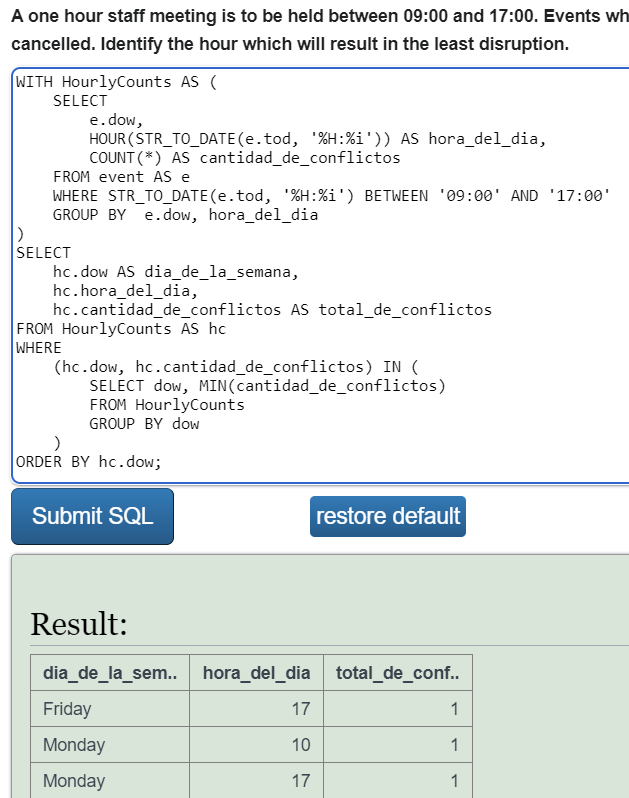 A one hour staff meeting is to be held between 09:00 and 17:00. Events wh
cancelled. Identify the hour which will result in the least disruption.
WITH HourlyCounts AS (
    SELECT
        e.dow,
        HOUR(STR_TO_DATE(e.tod, '%H:%i')) AS hora_del_dia,
        COUNT(*) AS cantidad_de_conflictos
    FROM event AS e
    WHERE STR_TO_DATE(e.tod, '%H:%i') BETWEEN '09:00' AND '17:00'
    GROUP BY  e.dow, hora_del_dia
)
SELECT
    hc.dow AS dia_de_la_semana,
    hc.hora_del_dia,
    hc.cantidad_de_conflictos AS total_de_conflictos
FROM HourlyCounts AS hc
WHERE
    (hc.dow, hc.cantidad_de_conflictos) IN (
        SELECT dow, MIN(cantidad_de_conflictos)
        FROM HourlyCounts
        GROUP BY dow
    )
ORDER BY hc.dow;
Submit SQL restore default
Result:
dia_de_la_sem.. hora_del_dia total_de_conf..
Friday 17 1
Monday 10 1
Monday 17 1